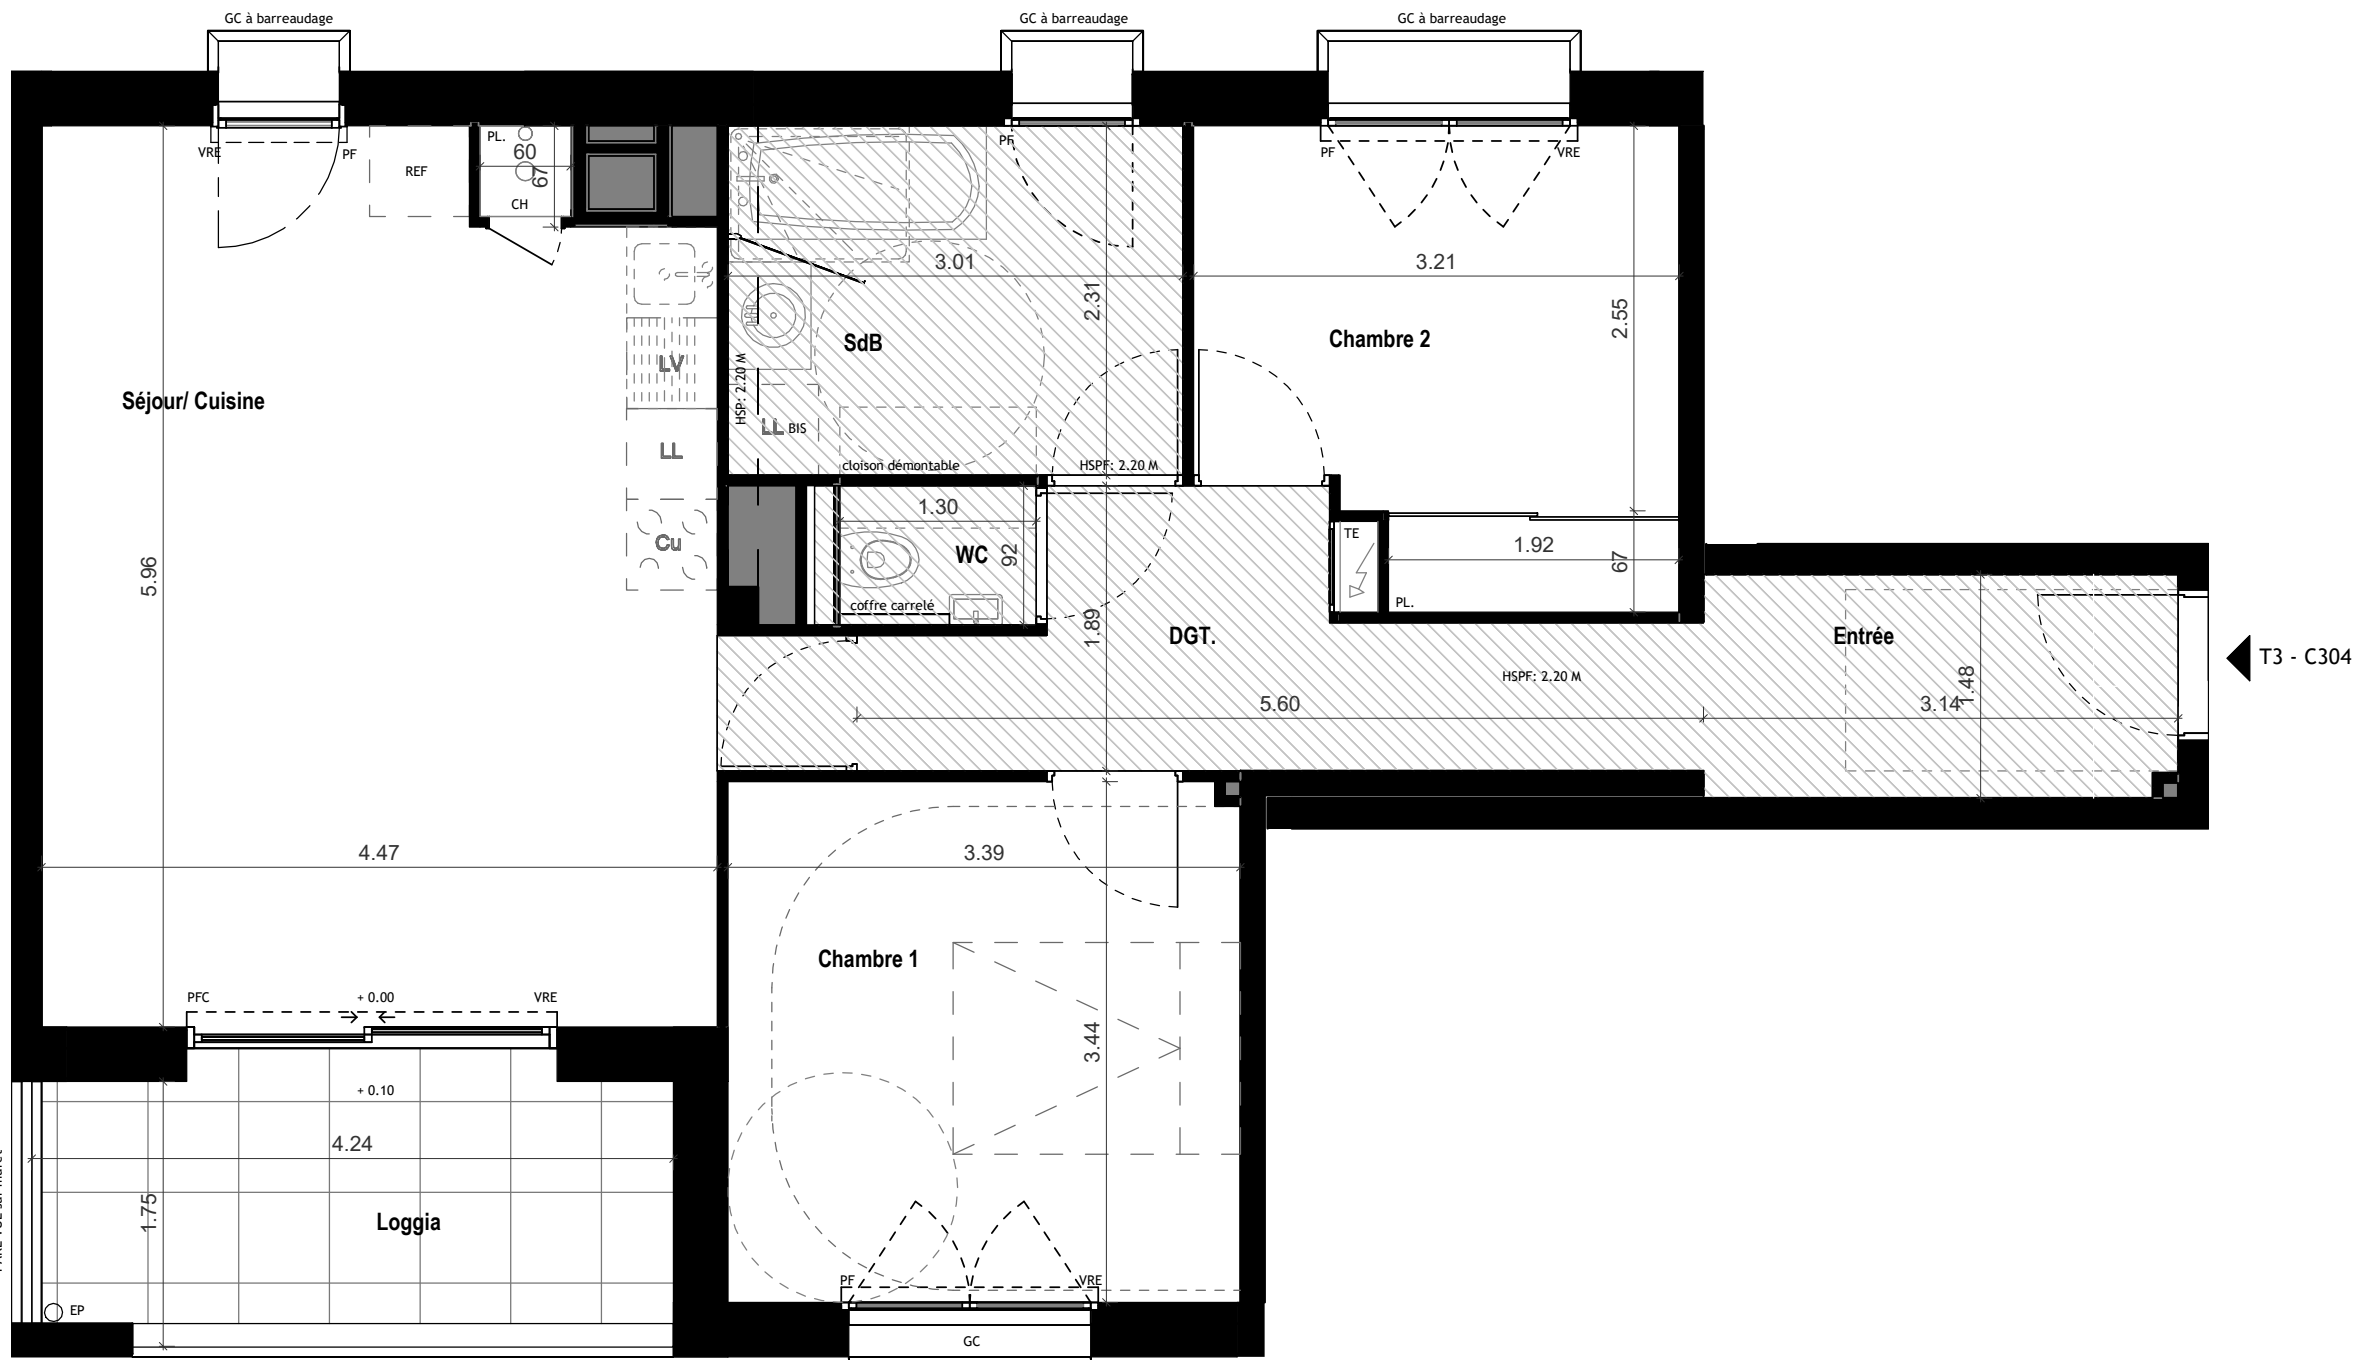 GC à barreaudage
GC à barreaudage
GC à barreaudage
VRE
PF
REF
PL.
60
67
CH
PF
PF
VRE
3.01
2.31
3.21
2.55
SdB
Chambre 2
HSP: 2.20 M
LV
Séjour/ Cuisine
LL
LL BIS
cloison démontable
HSPF: 2.20 M
Cu
5.96
1.30
WC
92
coffre carrelé
1.89
DGT.
TE
1.92
67
PL.
Entrée
T3 - C304
HSPF: 2.20 M
5.60
3.14
1.48
4.47
3.39
Chambre 1
3.44
PFC
+ 0.00
VRE
+ 0.10
4.24
1.75
Loggia
EP
PF
VRE
GC